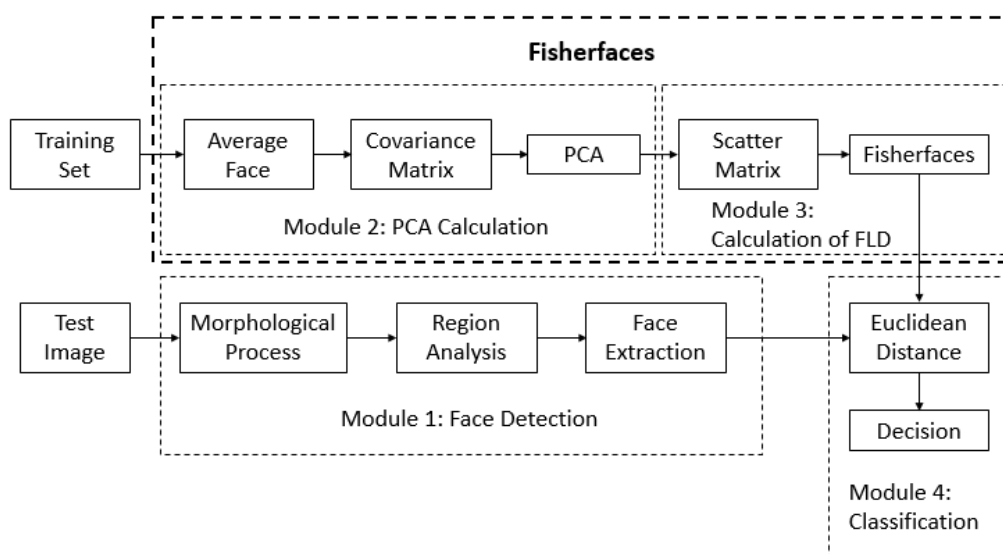 Fisherfaces
Training
Set
Average
Face
Covariance
Matrix
PCA
Scatter
Matrix
Fisherfaces
Module 2: PCA Calculation
Module 3:
Calculation of FLD
Test
Image
Morphological
Process
Region
Analysis
Face
Extraction
Euclidean
Distance
Module 1: Face Detection
Decision
Module 4:
Classification